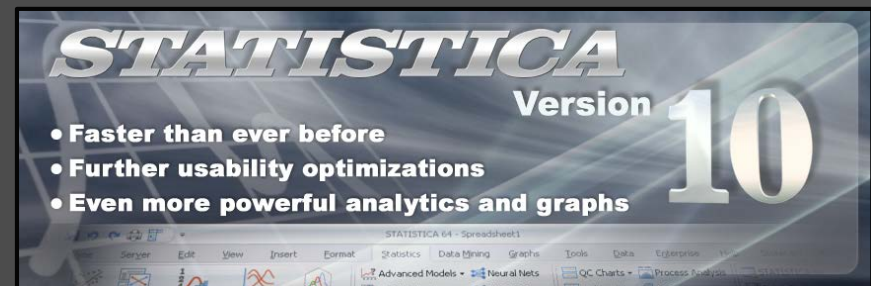 STATISTICA
Version 10
• Faster than ever before
• Further usability optimizations
• Even more powerful analytics and graphs
STATISTICA 64 - Spreadsheet1
Server Edit View Insert Format Statistics Data Mining Graphs Tools Data Enterprise
Advanced Models Neural Nets QC Charts Process Analysis STATISTICA